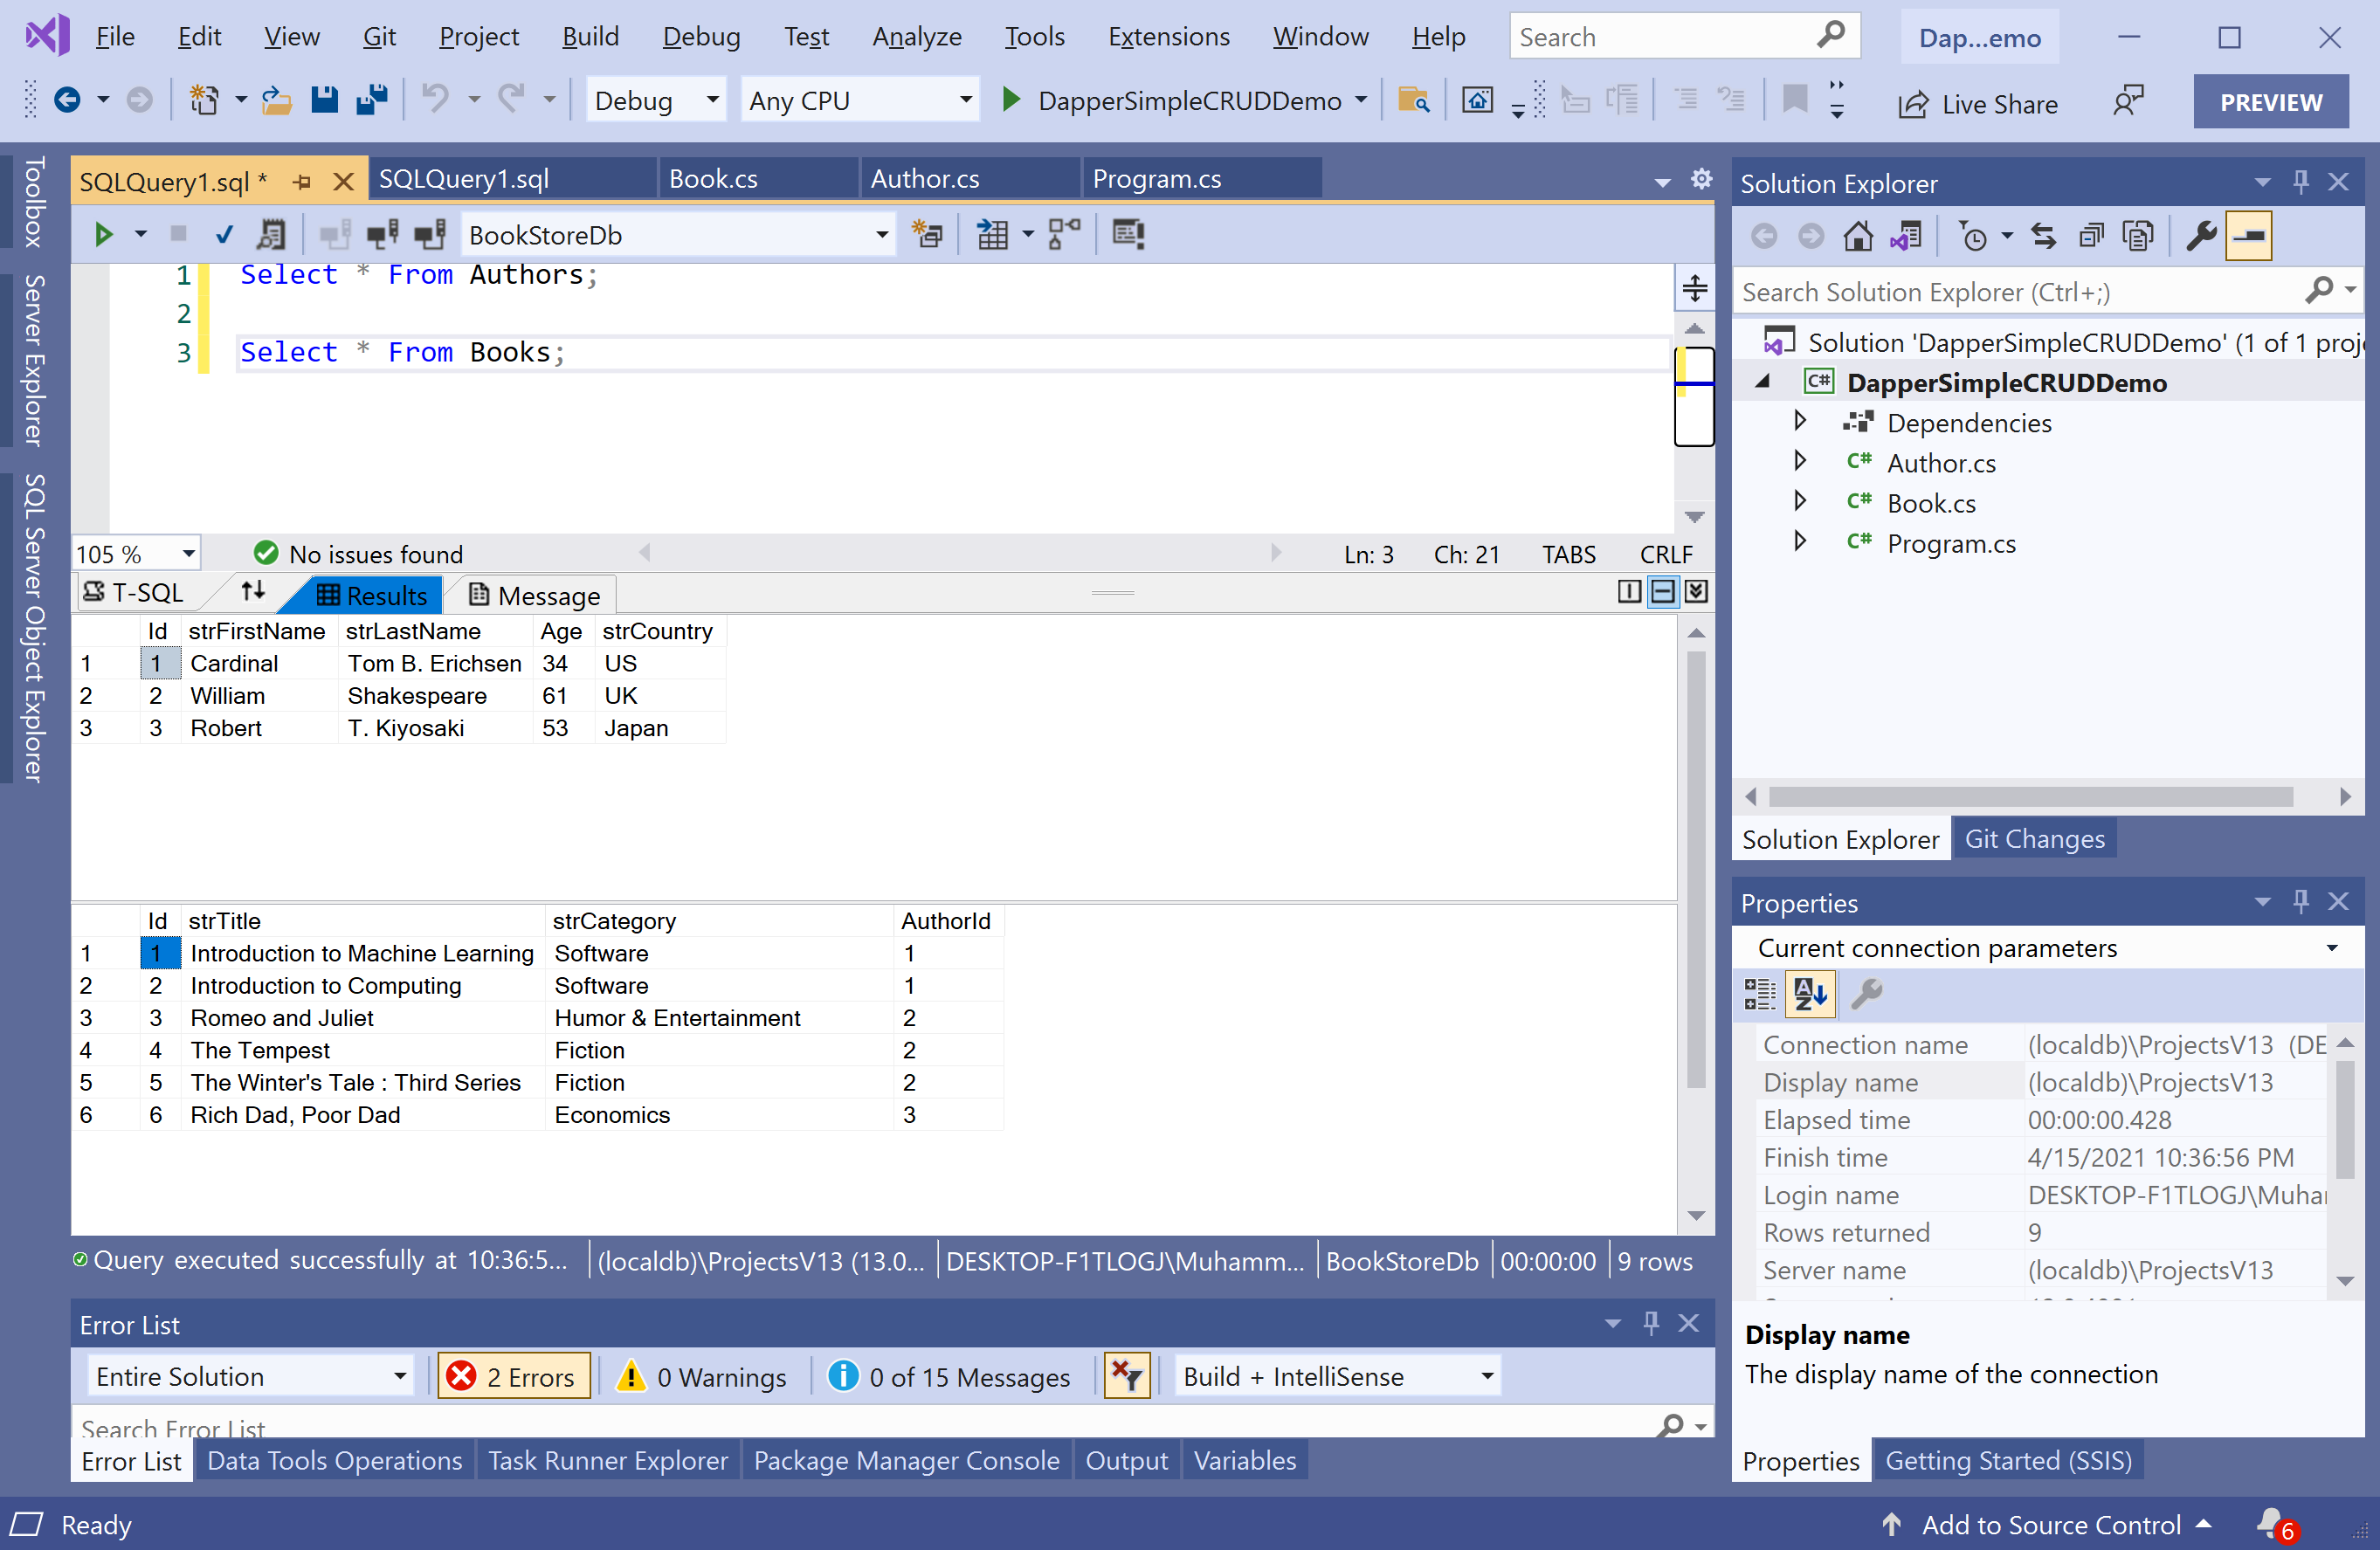 File Edit View Git Project Build Debug Test Analyze Tools Extensions Window Help Search Dap...emo
Debug Any CPU DapperSimpleCRUDDemo Live Share PREVIEW
Toolbox
Server Explorer
SQL Server Object Explorer
SQLQuery1.sql * SQLQuery1.sql Book.cs Author.cs Program.cs
BookStoreDb
1 Select * From Authors;
2
3 Select * From Books;
105 % No issues found Ln: 3 Ch: 21 TABS CRLF
T-SQL Results Message
Id strFirstName strLastName Age strCountry
1 1 Cardinal Tom B. Erichsen 34 US
2 2 William Shakespeare 61 UK
3 3 Robert T. Kiyosaki 53 Japan
Id strTitle strCategory AuthorId
1 1 Introduction to Machine Learning Software 1
2 2 Introduction to Computing Software 1
3 3 Romeo and Juliet Humor & Entertainment 2
4 4 The Tempest Fiction 2
5 5 The Winter's Tale : Third Series Fiction 2
6 6 Rich Dad, Poor Dad Economics 3
Query executed successfully at 10:36:5... (localdb)\ProjectsV13 (13.0... DESKTOP-F1TLOGJ\Muhamm... BookStoreDb 00:00:00 9 rows
Error List
Entire Solution 2 Errors 0 Warnings 0 of 15 Messages Build + IntelliSense
Search Error List
Error List Data Tools Operations Task Runner Explorer Package Manager Console Output Variables
Solution Explorer
Search Solution Explorer (Ctrl+;)
Solution 'DapperSimpleCRUDDemo' (1 of 1 proj
C# DapperSimpleCRUDDemo
Dependencies
C# Author.cs
C# Book.cs
C# Program.cs
Solution Explorer Git Changes
Properties
Current connection parameters
Connection name (localdb)\ProjectsV13 (DE
Display name (localdb)\ProjectsV13
Elapsed time 00:00:00.428
Finish time 4/15/2021 10:36:56 PM
Login name DESKTOP-F1TLOGJ\Muhar
Rows returned 9
Server name (localdb)\ProjectsV13
Display name
The display name of the connection
Properties Getting Started (SSIS)
Ready Add to Source Control 6